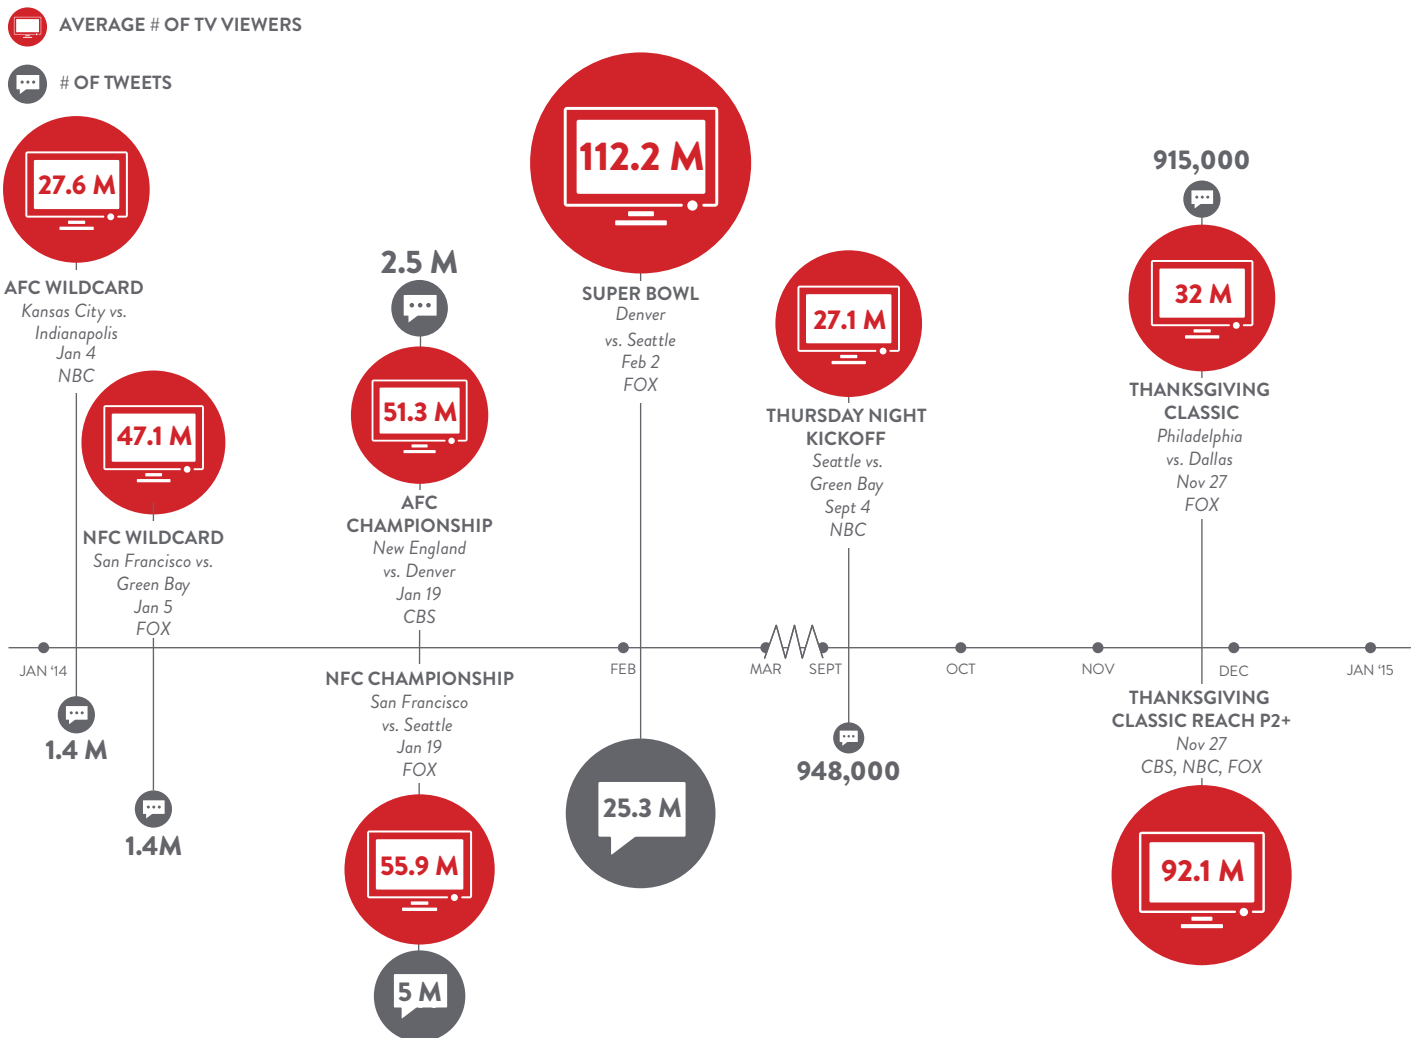 AVERAGE # OF TV VIEWERS
# OF TWEETS
27.6 M
AFC WILDCARD
Kansas City vs.
Indianapolis
Jan 4
NBC
47.1 M
NFC WILDCARD
San Francisco vs.
Green Bay
Jan 5
FOX
2.5 M
51.3 M
AFC
CHAMPIONSHIP
New England
vs. Denver
Jan 19
CBS
112.2 M
SUPER BOWL
Denver
vs. Seattle
Feb 2
FOX
27.1 M
THURSDAY NIGHT
KICKOFF
Seattle vs.
Green Bay
Sept 4
NBC
915,000
32 M
THANKSGIVING
CLASSIC
Philadelphia
vs. Dallas
Nov 27
FOX
JAN ‘14
FEB
MAR
SEPT
OCT
NOV
DEC
JAN ‘15
1.4 M
1.4M
NFC CHAMPIONSHIP
San Francisco
vs. Seattle
Jan 19
FOX
55.9 M
5 M
25.3 M
948,000
THANKSGIVING
CLASSIC REACH P2+
Nov 27
CBS, NBC, FOX
92.1 M